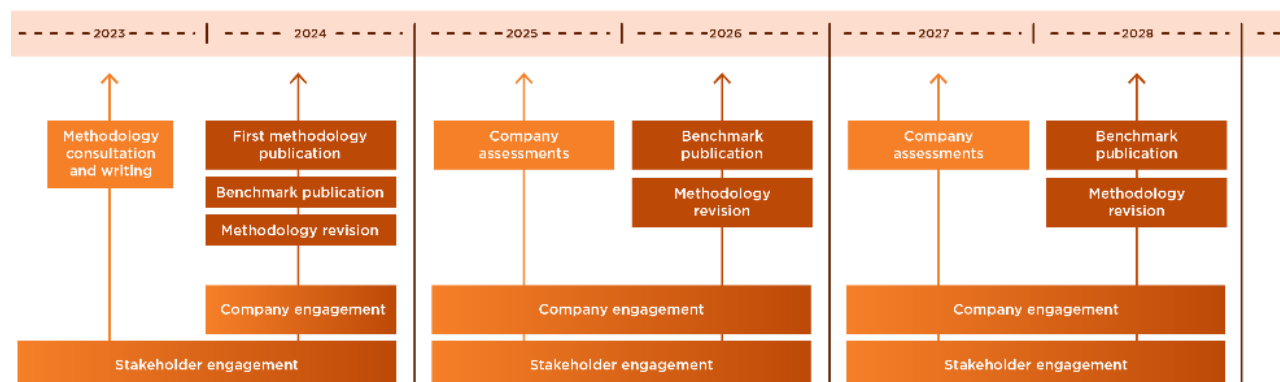 2023
2024
2025
2026
2027
2028
Methodology
consultation
and writing
First methodology
publication
Benchmark publication
Methodology revision
Company
assessments
Benchmark
publication
Methodology
revision
Company
assessments
Benchmark
publication
Methodology
revision
Company engagement
Company engagement
Company engagement
Stakeholder engagement
Stakeholder engagement
Stakeholder engagement